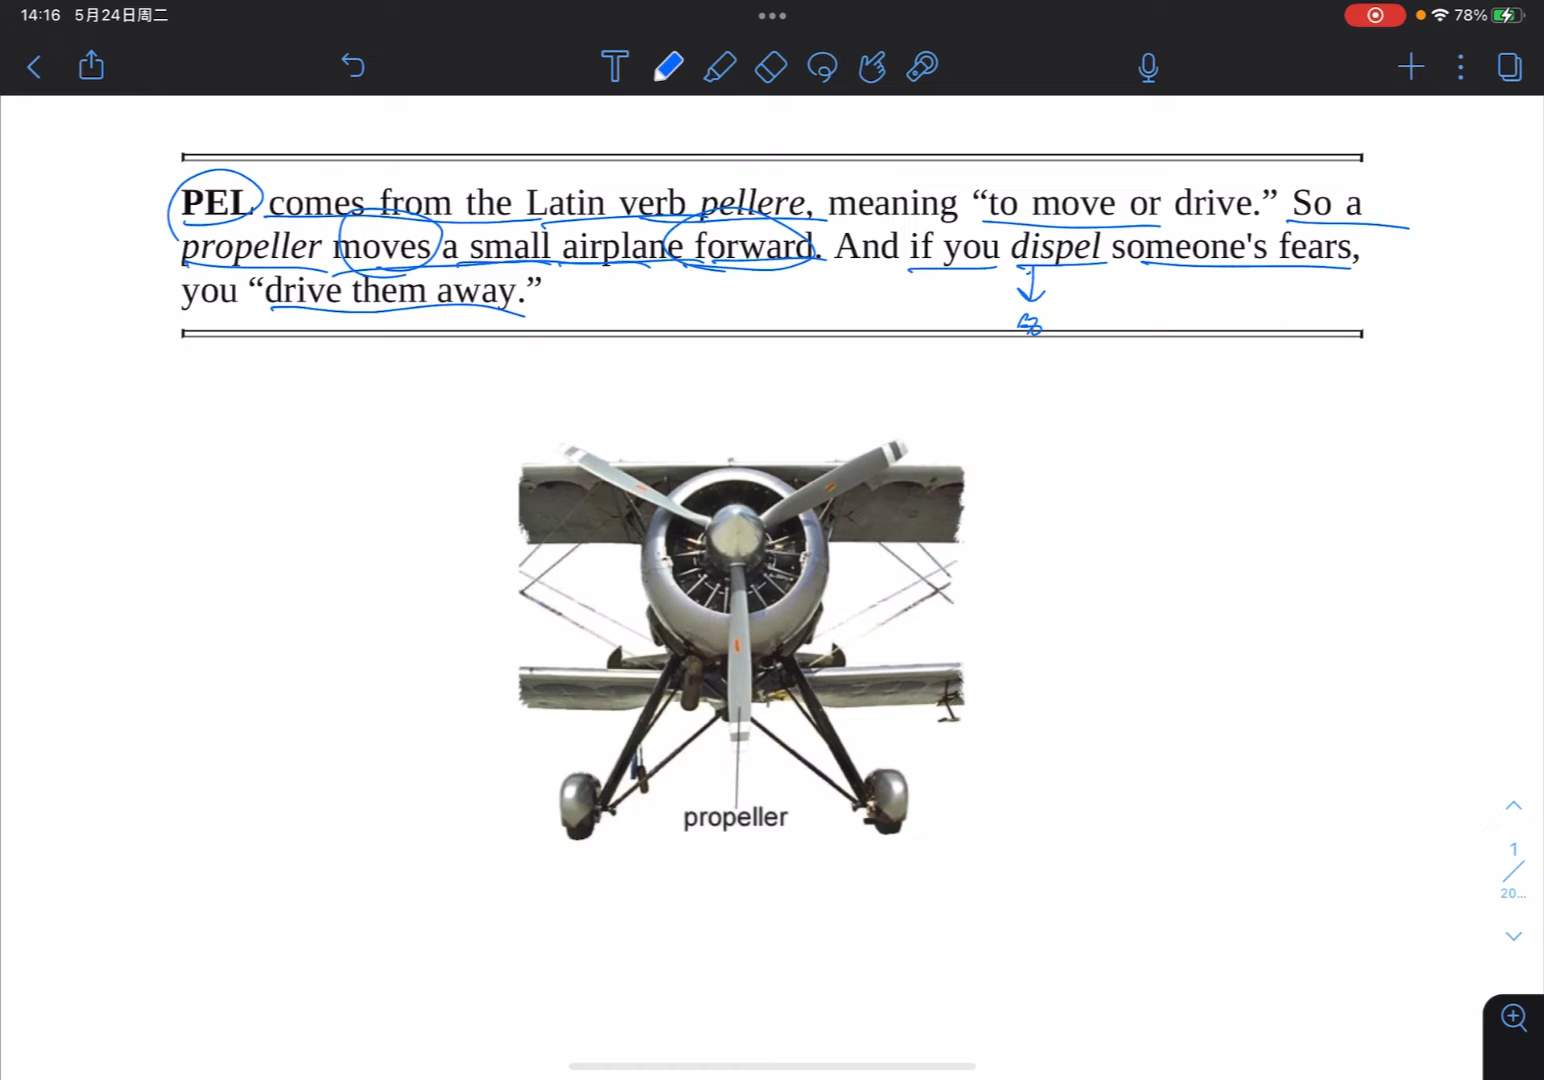 14:16 5月24日周二
78%
PEL comes from the Latin verb pellere, meaning “to move or drive.” So a
propeller moves a small airplane forward. And if you dispel someone's fears,
you “drive them away.”
propeller
1
20...